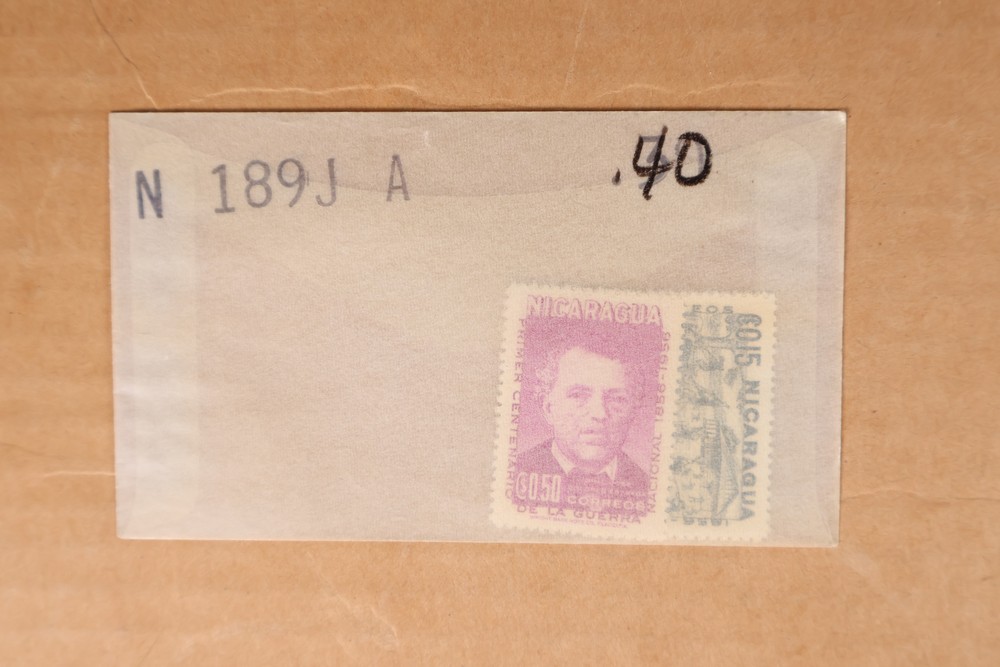 N 189J A
.40
NICARAGUA
PRIMER CENTENARIO
DE LA GUERRA
NACIONAL 1856-1956
C$0.50
CORREOS
C$0.15 NICARAGUA